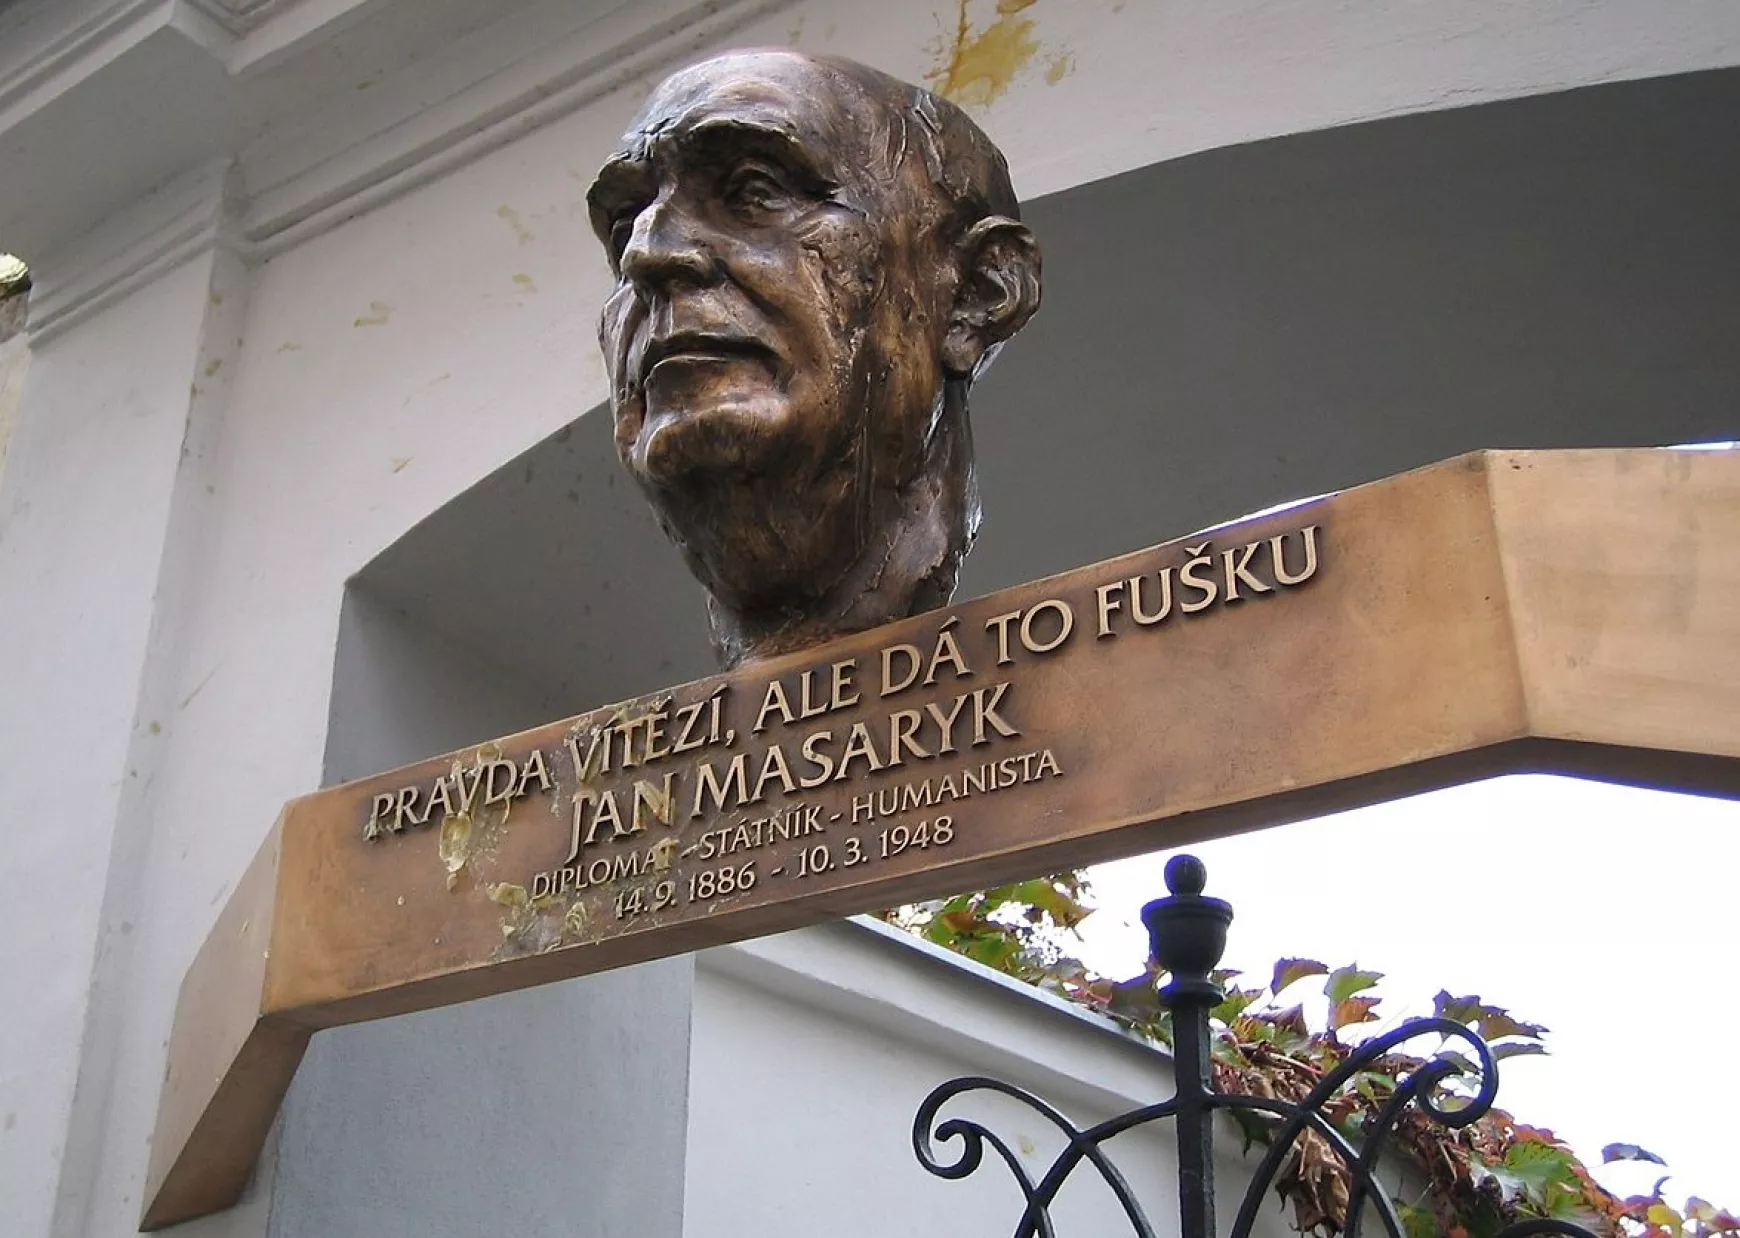 PRAVDA VÍTĚZÍ, ALE DÁ TO FUŠKU
JAN MASARYK
DIPLOMAT - STÁTNÍK - HUMANISTA
14. 9. 1886 - 10. 3. 1948